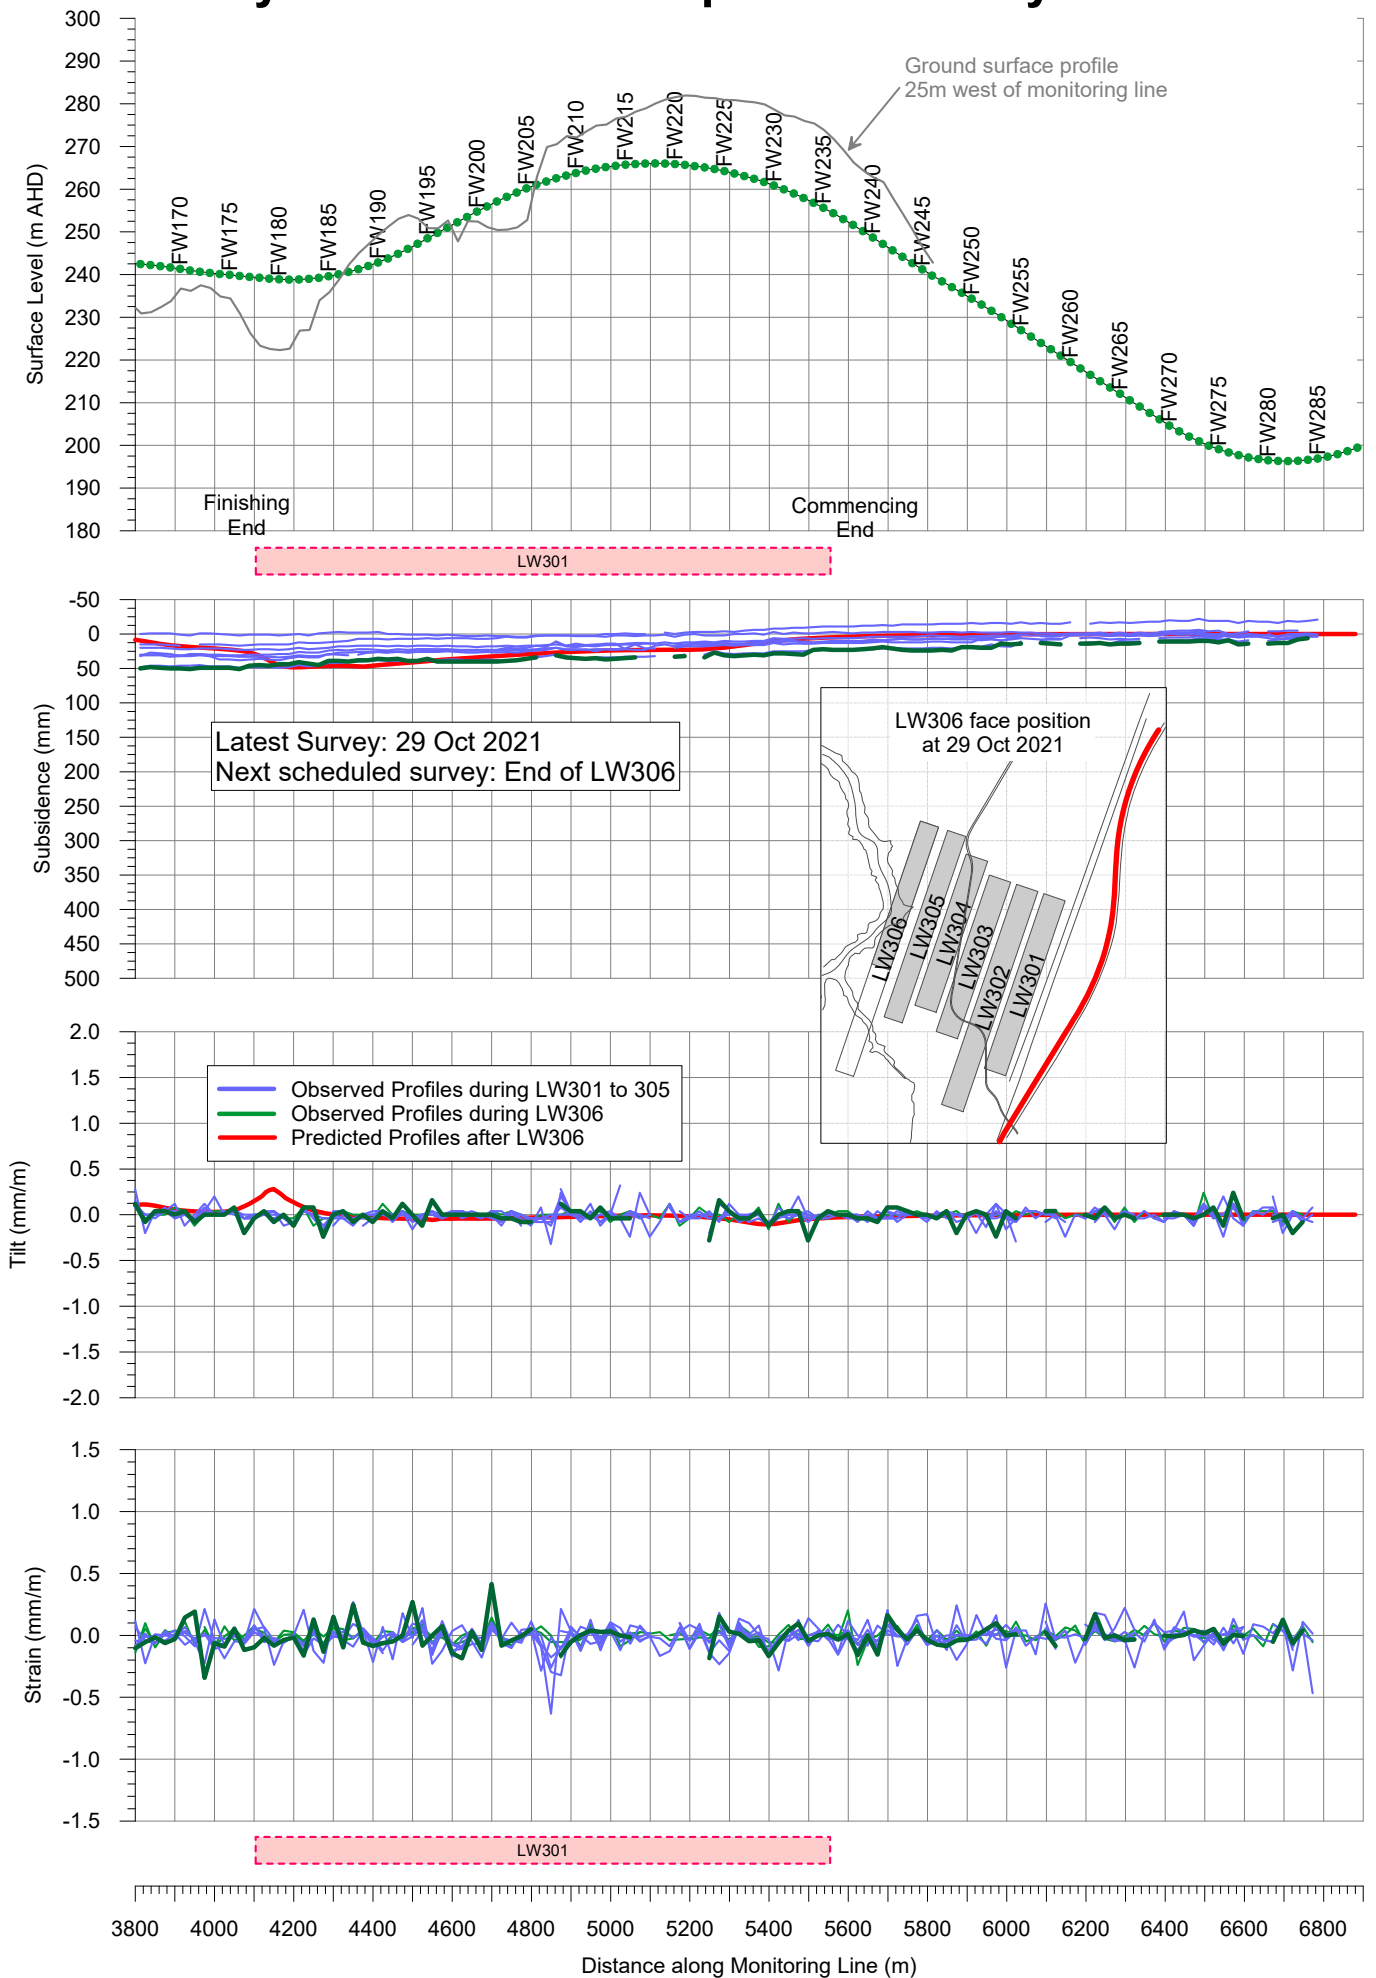 300
290
280
270
260
250
240
230
220
210
200
190
180
Surface Level (m AHD)
Ground surface profile
25m west of monitoring line
FW170
FW175
FW180
FW185
FW190
FW195
FW200
FW205
FW210
FW215
FW220
FW225
FW230
FW235
FW240
FW245
FW250
FW255
FW260
FW265
FW270
FW275
FW280
FW285
Finishing
End
Commencing
End
LW301
-50
0
50
100
150
200
250
300
350
400
450
500
Subsidence (mm)
Latest Survey: 29 Oct 2021
Next scheduled survey: End of LW306
LW306 face position
at 29 Oct 2021
LW306
LW305
LW304
LW303
LW302
LW301
2.0
1.5
1.0
0.5
0.0
-0.5
-1.0
-1.5
-2.0
Tilt (mm/m)
Observed Profiles during LW301 to 305
Observed Profiles during LW306
Predicted Profiles after LW306
1.5
1.0
0.5
0.0
-0.5
-1.0
-1.5
Strain (mm/m)
LW301
3800 4000 4200 4400 4600 4800 5000 5200 5400 5600 5800 6000 6200 6400 6600 6800
Distance along Monitoring Line (m)